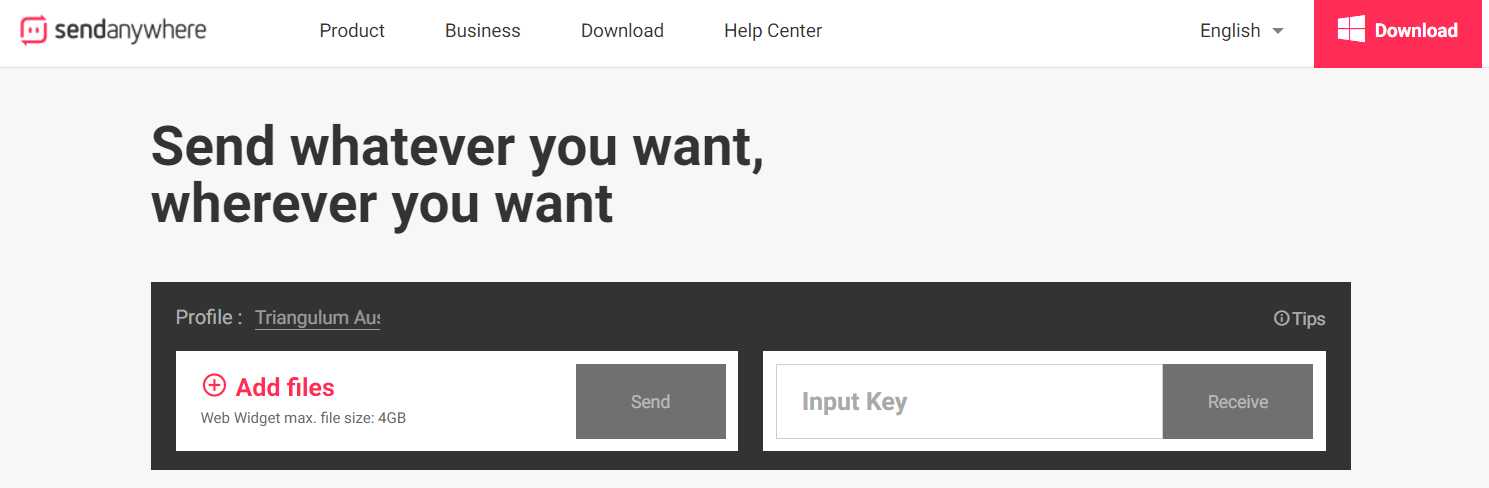 sendanywhere
Product
Business
Download
Help Center
English
Download
Send whatever you want,
wherever you want
Profile :
Triangulum Aus
Tips
Add files
Web Widget max. file size: 4GB
Send
Input Key
Receive